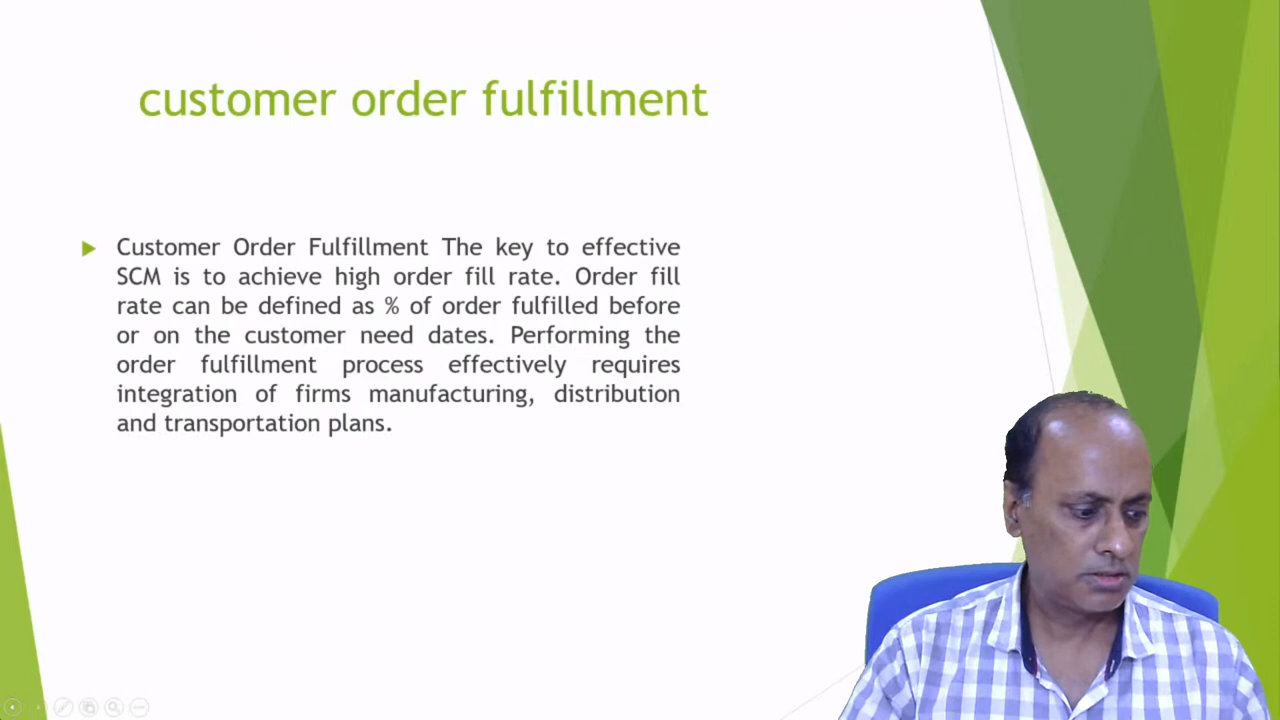 customer order fulfillment
Customer Order Fulfillment The key to effective
SCM is to achieve high order fill rate. Order fill
rate can be defined as % of order fulfilled before
or on the customer need dates. Performing the
order fulfillment process effectively requires
integration of firms manufacturing, distribution
and transportation plans.